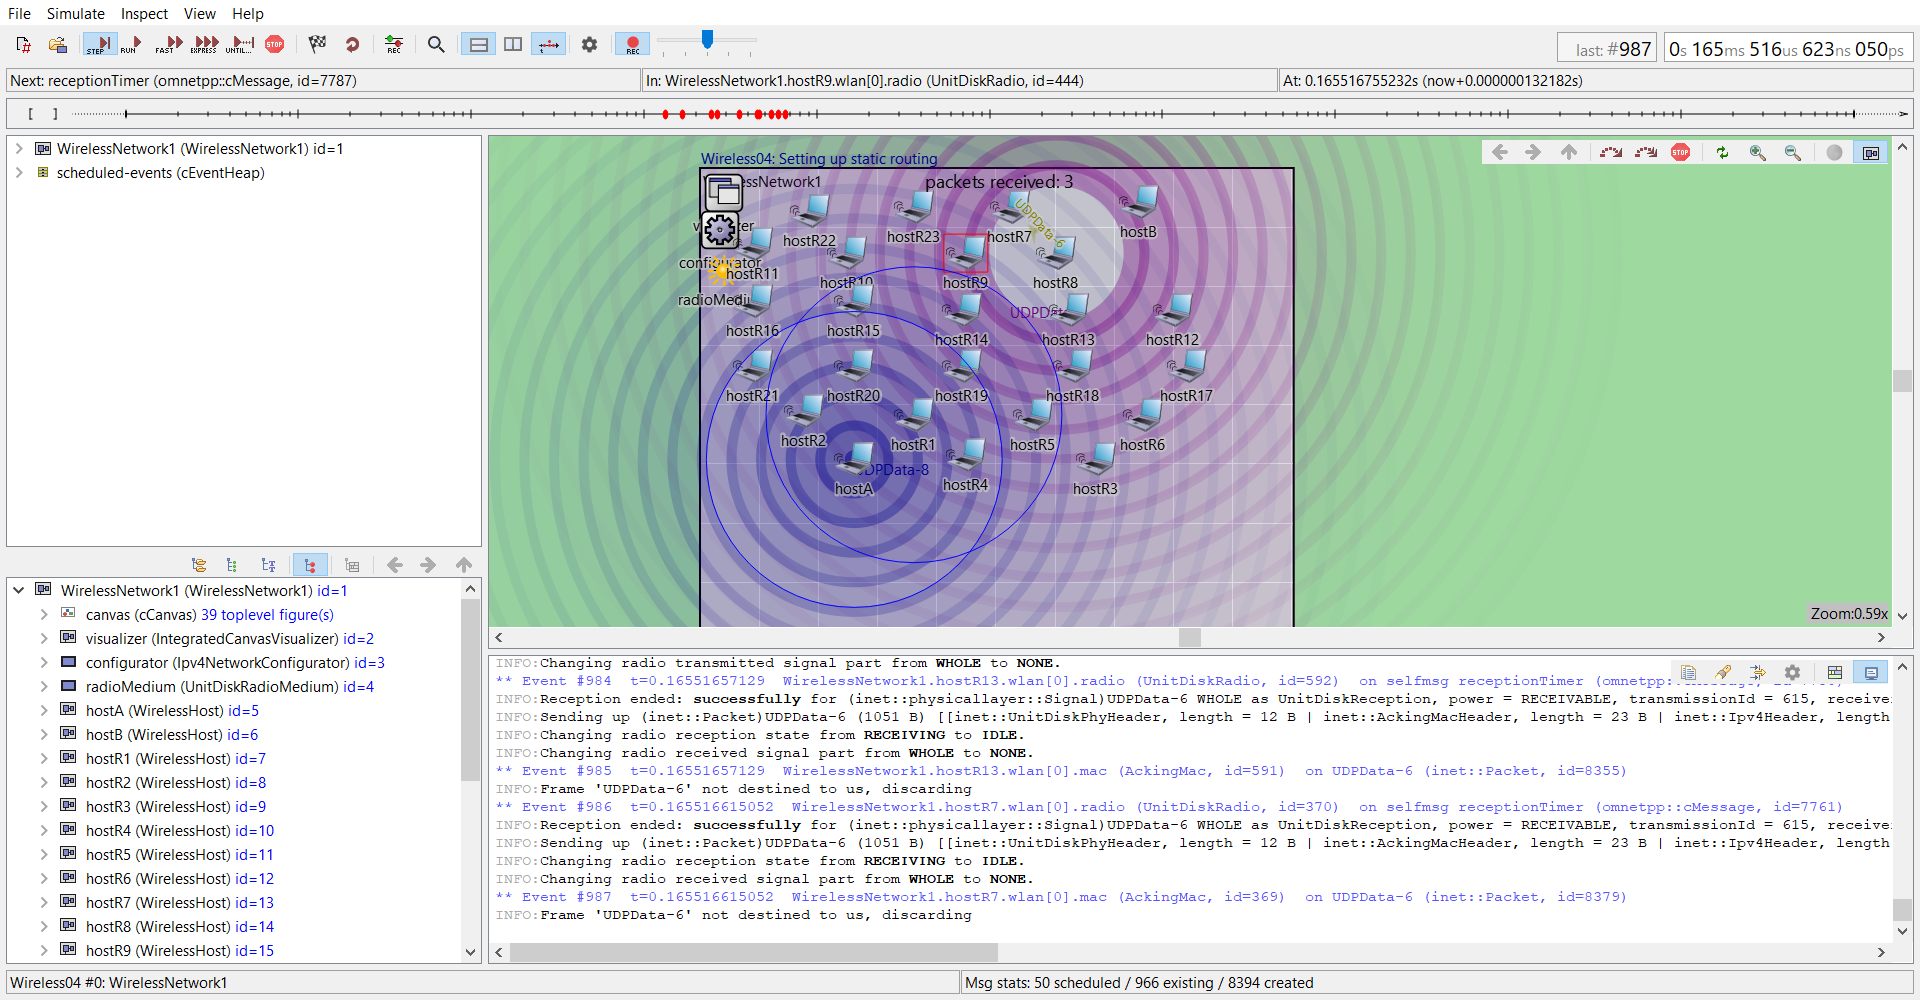 File Simulate Inspect View Help
STEP RUN FAST EXPRESS UNTIL... STOP REC REC
last: #987 0s 165ms 516us 623ns 050ps
Next: receptionTimer (omnetpp::cMessage, id=7787) In: WirelessNetwork1.hostR9.wlan[0].radio (UnitDiskRadio, id=444) At: 0.165516755232s (now+0.000000132182s)
[ ]
WirelessNetwork1 (WirelessNetwork1) id=1
scheduled-events (cEventHeap)
WirelessNetwork1 (WirelessNetwork1) id=1
canvas (cCanvas) 39 toplevel figure(s)
visualizer (IntegratedCanvasVisualizer) id=2
configurator (Ipv4NetworkConfigurator) id=3
radioMedium (UnitDiskRadioMedium) id=4
hostA (WirelessHost) id=5
hostB (WirelessHost) id=6
hostR1 (WirelessHost) id=7
hostR2 (WirelessHost) id=8
hostR3 (WirelessHost) id=9
hostR4 (WirelessHost) id=10
hostR5 (WirelessHost) id=11
hostR6 (WirelessHost) id=12
hostR7 (WirelessHost) id=13
hostR8 (WirelessHost) id=14
hostR9 (WirelessHost) id=15
Wireless04: Setting up static routing
STOP
packets received: 3
UDPData-6
hostR22 hostR23 hostR7 hostB
configurator
hostR11 hostR10 hostR9 hostR8
hostR16 hostR15 hostR14 hostR13 hostR12
hostR21 hostR20 hostR19 hostR18 hostR17
hostR2 hostR1 hostR5 hostR6
hostA hostR4 hostR3
Zoom:0.59x
INFO:Changing radio transmitted signal part from WHOLE to NONE.
** Event #984 t=0.16551657129 WirelessNetwork1.hostR13.wlan[0].radio (UnitDiskRadio, id=592) on selfmsg receptionTimer
INFO:Reception ended: successfully for (inet::physicallayer::Signal)UDPData-6 WHOLE as UnitDiskReception, power = RECEIVABLE, transmissionId = 615, receive
INFO:Sending up (inet::Packet)UDPData-6 (1051 B) [[inet::UnitDiskPhyHeader, length = 12 B | inet::AckingMacHeader, length = 23 B | inet::Ipv4Header, length
INFO:Changing radio reception state from RECEIVING to IDLE.
INFO:Changing radio received signal part from WHOLE to NONE.
** Event #985 t=0.16551657129 WirelessNetwork1.hostR13.wlan[0].mac (AckingMac, id=591) on UDPData-6 (inet::Packet, id=8355)
INFO:Frame 'UDPData-6' not destined to us, discarding
** Event #986 t=0.165516615052 WirelessNetwork1.hostR7.wlan[0].radio (UnitDiskRadio, id=370) on selfmsg receptionTimer (omnetpp::cMessage, id=7761)
INFO:Reception ended: successfully for (inet::physicallayer::Signal)UDPData-6 WHOLE as UnitDiskReception, power = RECEIVABLE, transmissionId = 615, receive
INFO:Sending up (inet::Packet)UDPData-6 (1051 B) [[inet::UnitDiskPhyHeader, length = 12 B | inet::AckingMacHeader, length = 23 B | inet::Ipv4Header, length
INFO:Changing radio reception state from RECEIVING to IDLE.
INFO:Changing radio received signal part from WHOLE to NONE.
** Event #987 t=0.165516615052 WirelessNetwork1.hostR7.wlan[0].mac (AckingMac, id=369) on UDPData-6 (inet::Packet, id=8379)
INFO:Frame 'UDPData-6' not destined to us, discarding
Wireless04 #0: WirelessNetwork1 Msg stats: 50 scheduled / 966 existing / 8394 created